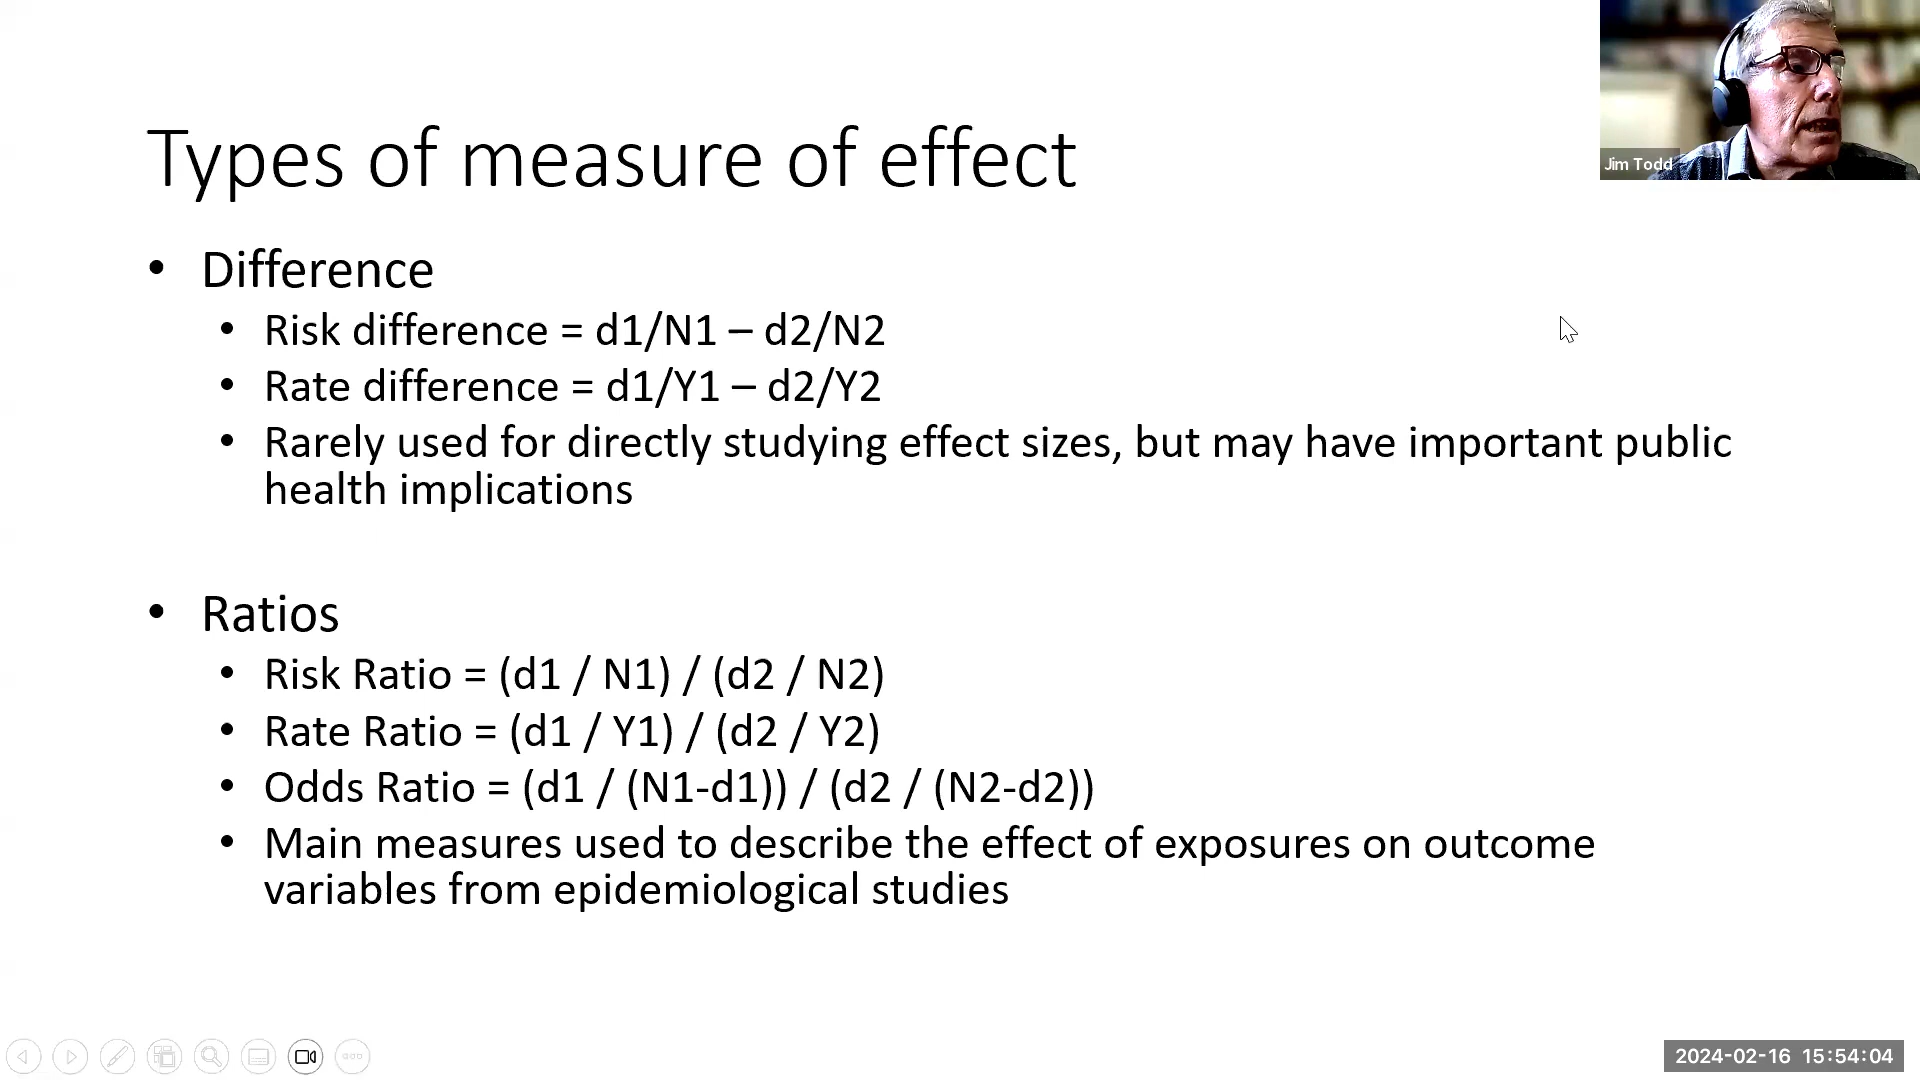 Types of measure of effect
Jim Todd
• Difference
• Risk difference = d1/N1 – d2/N2
• Rate difference = d1/Y1 – d2/Y2
• Rarely used for directly studying effect sizes, but may have important public
health implications
• Ratios
• Risk Ratio = (d1 / N1) / (d2 / N2)
• Rate Ratio = (d1 / Y1) / (d2 / Y2)
• Odds Ratio = (d1 / (N1-d1)) / (d2 / (N2-d2))
• Main measures used to describe the effect of exposures on outcome
variables from epidemiological studies
2024-02-16 15:54:04